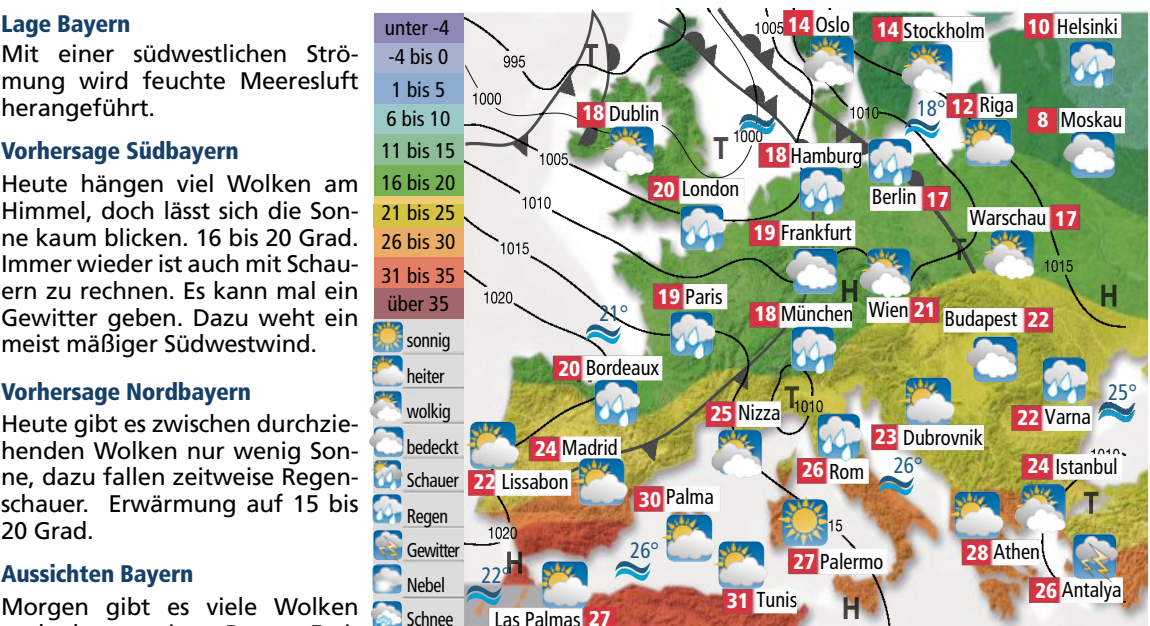 Lage Bayern
Mit einer südwestlichen Strö-
mung wird feuchte Meeresluft
herangeführt.
Vorhersage Südbayern
Heute hängen viel Wolken am
Himmel, doch lässt sich die Son-
ne kaum blicken. 16 bis 20 Grad.
Immer wieder ist auch mit Schau-
ern zu rechnen. Es kann mal ein
Gewitter geben. Dazu weht ein
meist mäßiger Südwestwind.
Vorhersage Nordbayern
Heute gibt es zwischen durchzie-
henden Wolken nur wenig Son-
ne, dazu fallen zeitweise Regen-
schauer. Erwärmung auf 15 bis
20 Grad.
Aussichten Bayern
Morgen gibt es viele Wolken
unter -4
-4 bis 0
1 bis 5
6 bis 10
11 bis 15
16 bis 20
21 bis 25
26 bis 30
31 bis 35
über 35
sonnig
heiter
wolkig
bedeckt
Schauer
Regen
Gewitter
Nebel
Schnee
1005
14 Oslo
14 Stockholm
10 Helsinki
995
T
1000
18 Dublin
1010
18°
12 Riga
8 Moskau
1000
T
1005
18 Hamburg
20 London
Berlin 17
1010
Warschau 17
19 Frankfurt
T
1015
1015
1020
19 Paris
H
H
21°
18 München
Wien 21
Budapest 22
20 Bordeaux
T
1010
25 Nizza
25°
22 Varna
24 Madrid
23 Dubrovnik
1010
22 Lissabon
26 Rom
26°
24 Istanbul
30 Palma
T
15
1020
H
26°
27 Palermo
28 Athen
22°
31 Tunis
26 Antalya
H
Las Palmas 27